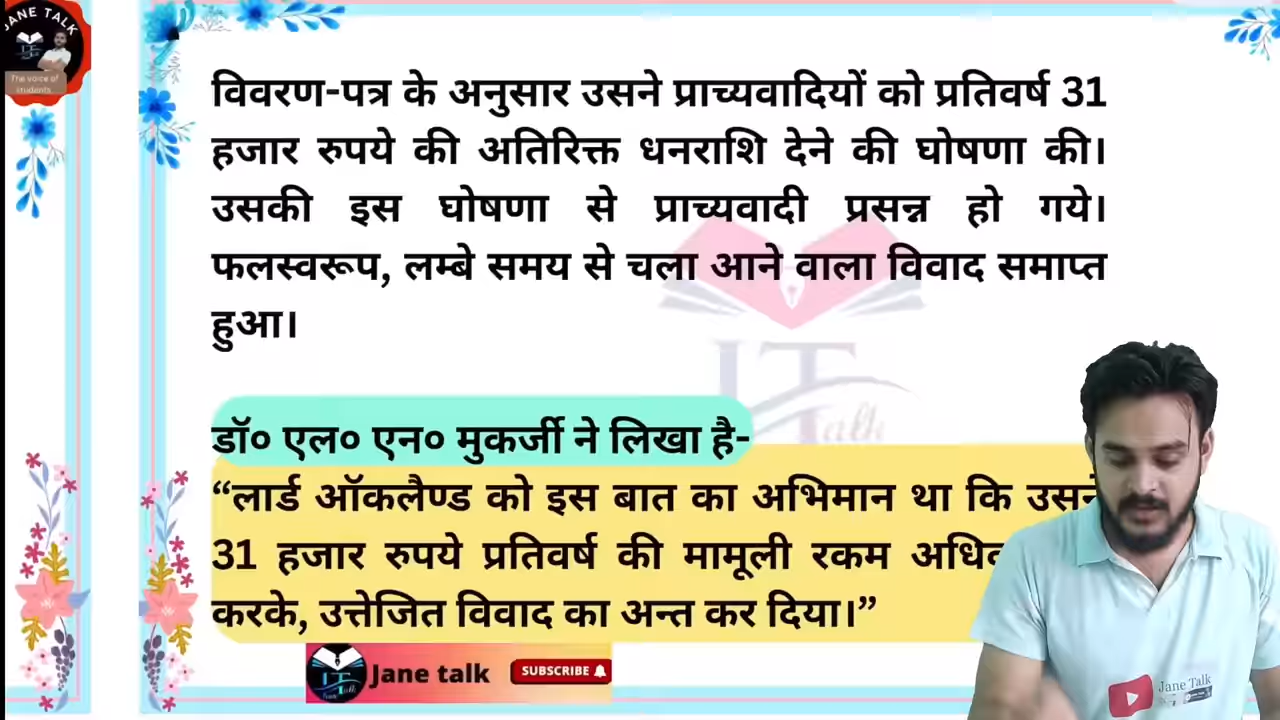 JANE TALK
The voice of
students
विवरण-पत्र के अनुसार उसने प्राच्यवादियों को प्रतिवर्ष 31
हजार रुपये की अतिरिक्त धनराशि देने की घोषणा की।
उसकी इस घोषणा से प्राच्यवादी प्रसन्न हो गये।
फलस्वरूप, लम्बे समय से चला आने वाला विवाद समाप्त
हुआ।
डॉ० एल० एन० मुकर्जी ने लिखा है-
“लार्ड ऑकलैण्ड को इस बात का अभिमान था कि उसने
31 हजार रुपये प्रतिवर्ष की मामूली रकम
करके, उत्तेजित विवाद का अन्त कर दिया।”
Jane talk
SUBSCRIBE
Jane Talk